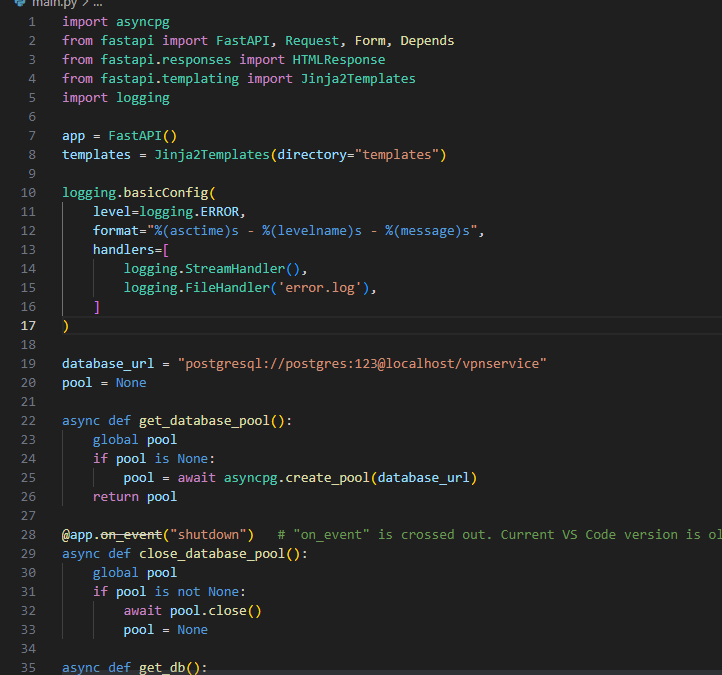 main.py > ...
1 import asyncpg
2 from fastapi import FastAPI, Request, Form, Depends
3 from fastapi.responses import HTMLResponse
4 from fastapi.templating import Jinja2Templates
5 import logging
6
7 app = FastAPI()
8 templates = Jinja2Templates(directory="templates")
9
10 logging.basicConfig(
11     level=logging.ERROR,
12     format="%(asctime)s - %(levelname)s - %(message)s",
13     handlers=[
14         logging.StreamHandler(),
15         logging.FileHandler('error.log'),
16     ]
17 )
18
19 database_url = "postgresql://postgres:123@localhost/vpnservice"
20 pool = None
21
22 async def get_database_pool():
23     global pool
24     if pool is None:
25         pool = await asyncpg.create_pool(database_url)
26     return pool
27
28 @app.on_event("shutdown")   # "on_event" is crossed out. Current VS Code version is
29 async def close_database_pool():
30     global pool
31     if pool is not None:
32         await pool.close()
33         pool = None
34
35 async def get_db():